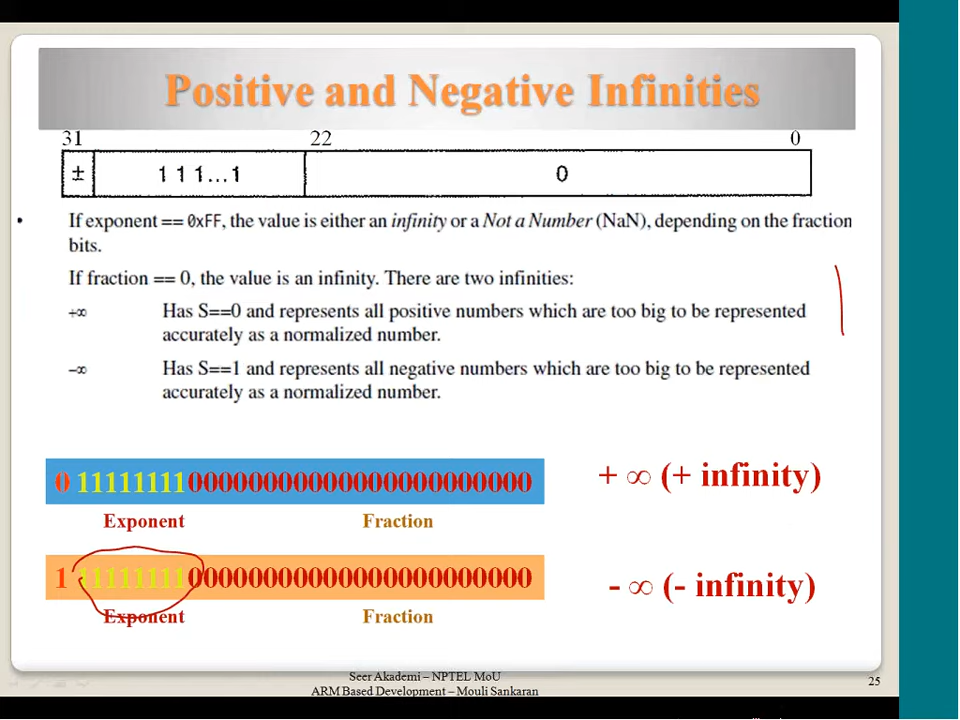 Positive and Negative Infinities
31 22 0
± 1 1 1...1 0
• If exponent == 0xFF, the value is either an infinity or a Not a Number (NaN), depending on the fraction
bits.
If fraction == 0, the value is an infinity. There are two infinities:
+∞ Has S==0 and represents all positive numbers which are too big to be represented
accurately as a normalized number.
–∞ Has S==1 and represents all negative numbers which are too big to be represented
accurately as a normalized number.
0 11111111 00000000000000000000000 + ∞ (+ infinity)
Exponent Fraction
1 11111111 00000000000000000000000 - ∞ (- infinity)
Exponent Fraction
Seer Akademi – NPTEL MoU
ARM Based Development – Mouli Sankaran
25